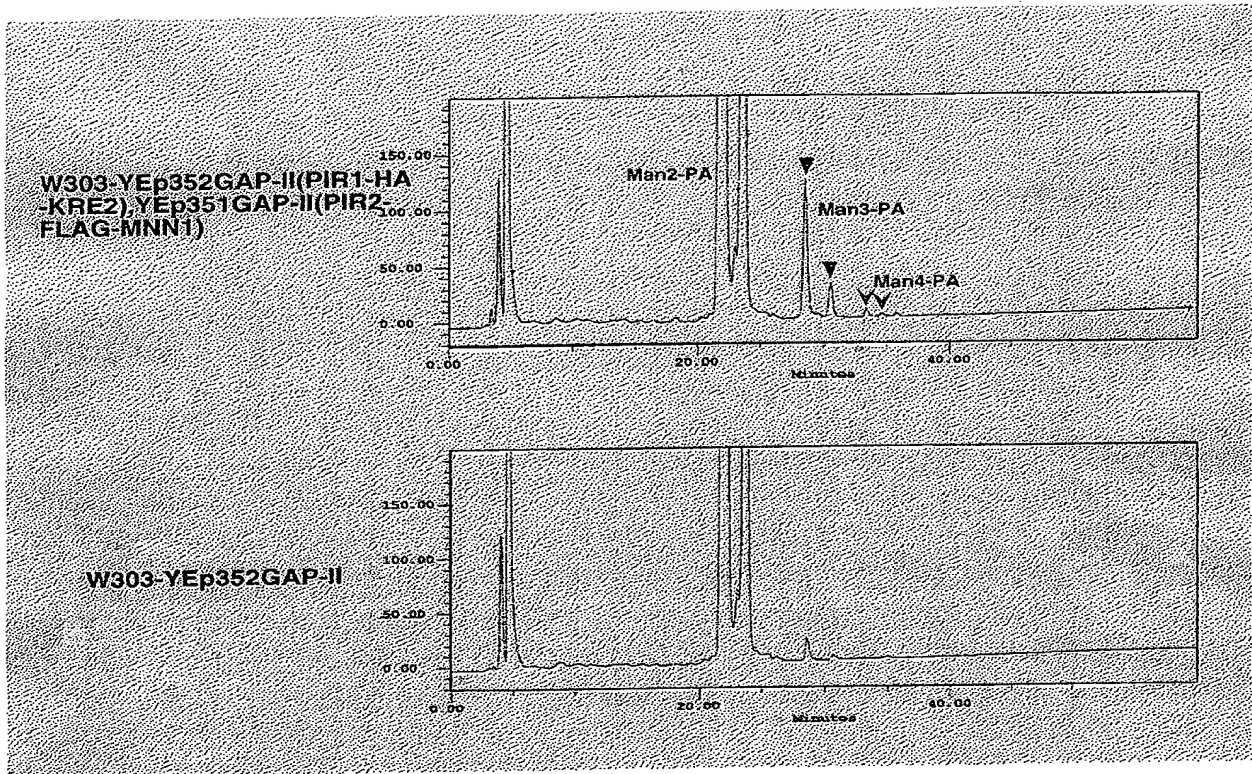 W303-YEp352GAP-II(PIR1-HA
-KRE2),YEp351GAP-II(PIR2-
FLAG-MNN1)
150.00
100.00
50.00
0.00
Man2-PA
Man3-PA
Man4-PA
0.00
20.00
40.00
Minutes
W303-YEp352GAP-II
150.00
100.00
50.00
0.00
0.00
20.00
40.00
Minutes